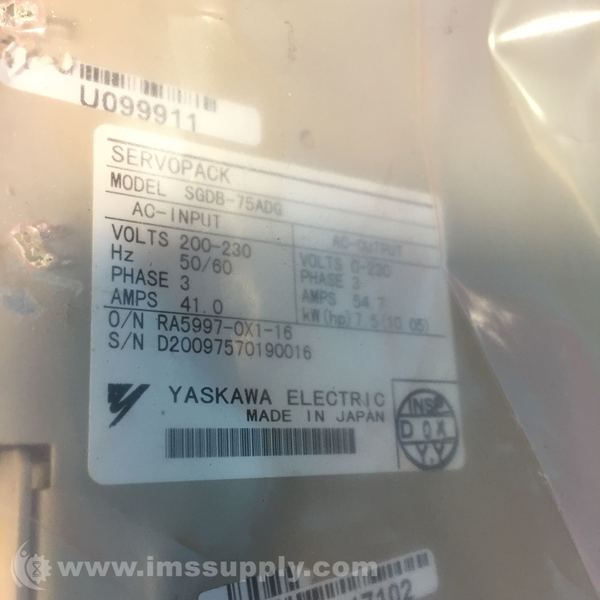 U099911
SERVOPACK
MODEL SGDB-75ADG
AC-INPUT AC-OUTPUT
VOLTS 200-230 VOLTS 0-230
Hz 50/60 PHASE 3
PHASE 3 AMPS 54.7
AMPS 41.0 kW(hp) 7.5(10.05)
O/N RA5997-0X1-16
S/N D20097570190016
YASKAWA ELECTRIC
MADE IN JAPAN
INSP
D OK
Y.Y
7102
www.imssupply.com